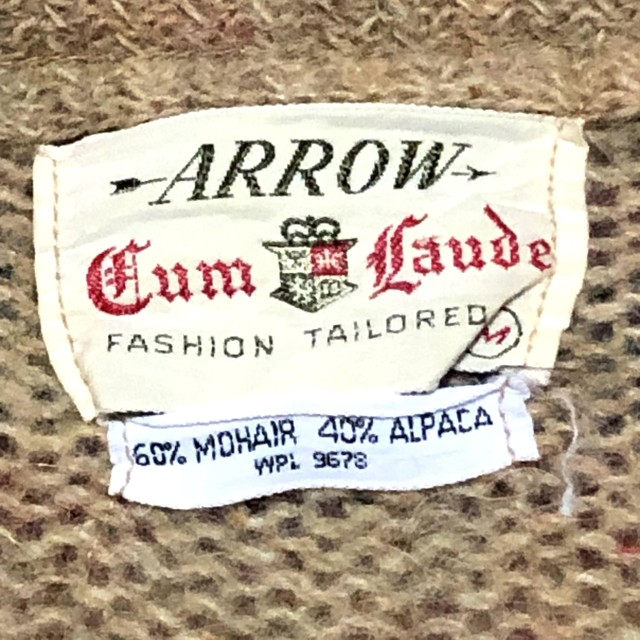 ARROW
Cum Laude
FASHION TAILORED
M
60% MOHAIR 40% ALPACA
WPL 9678